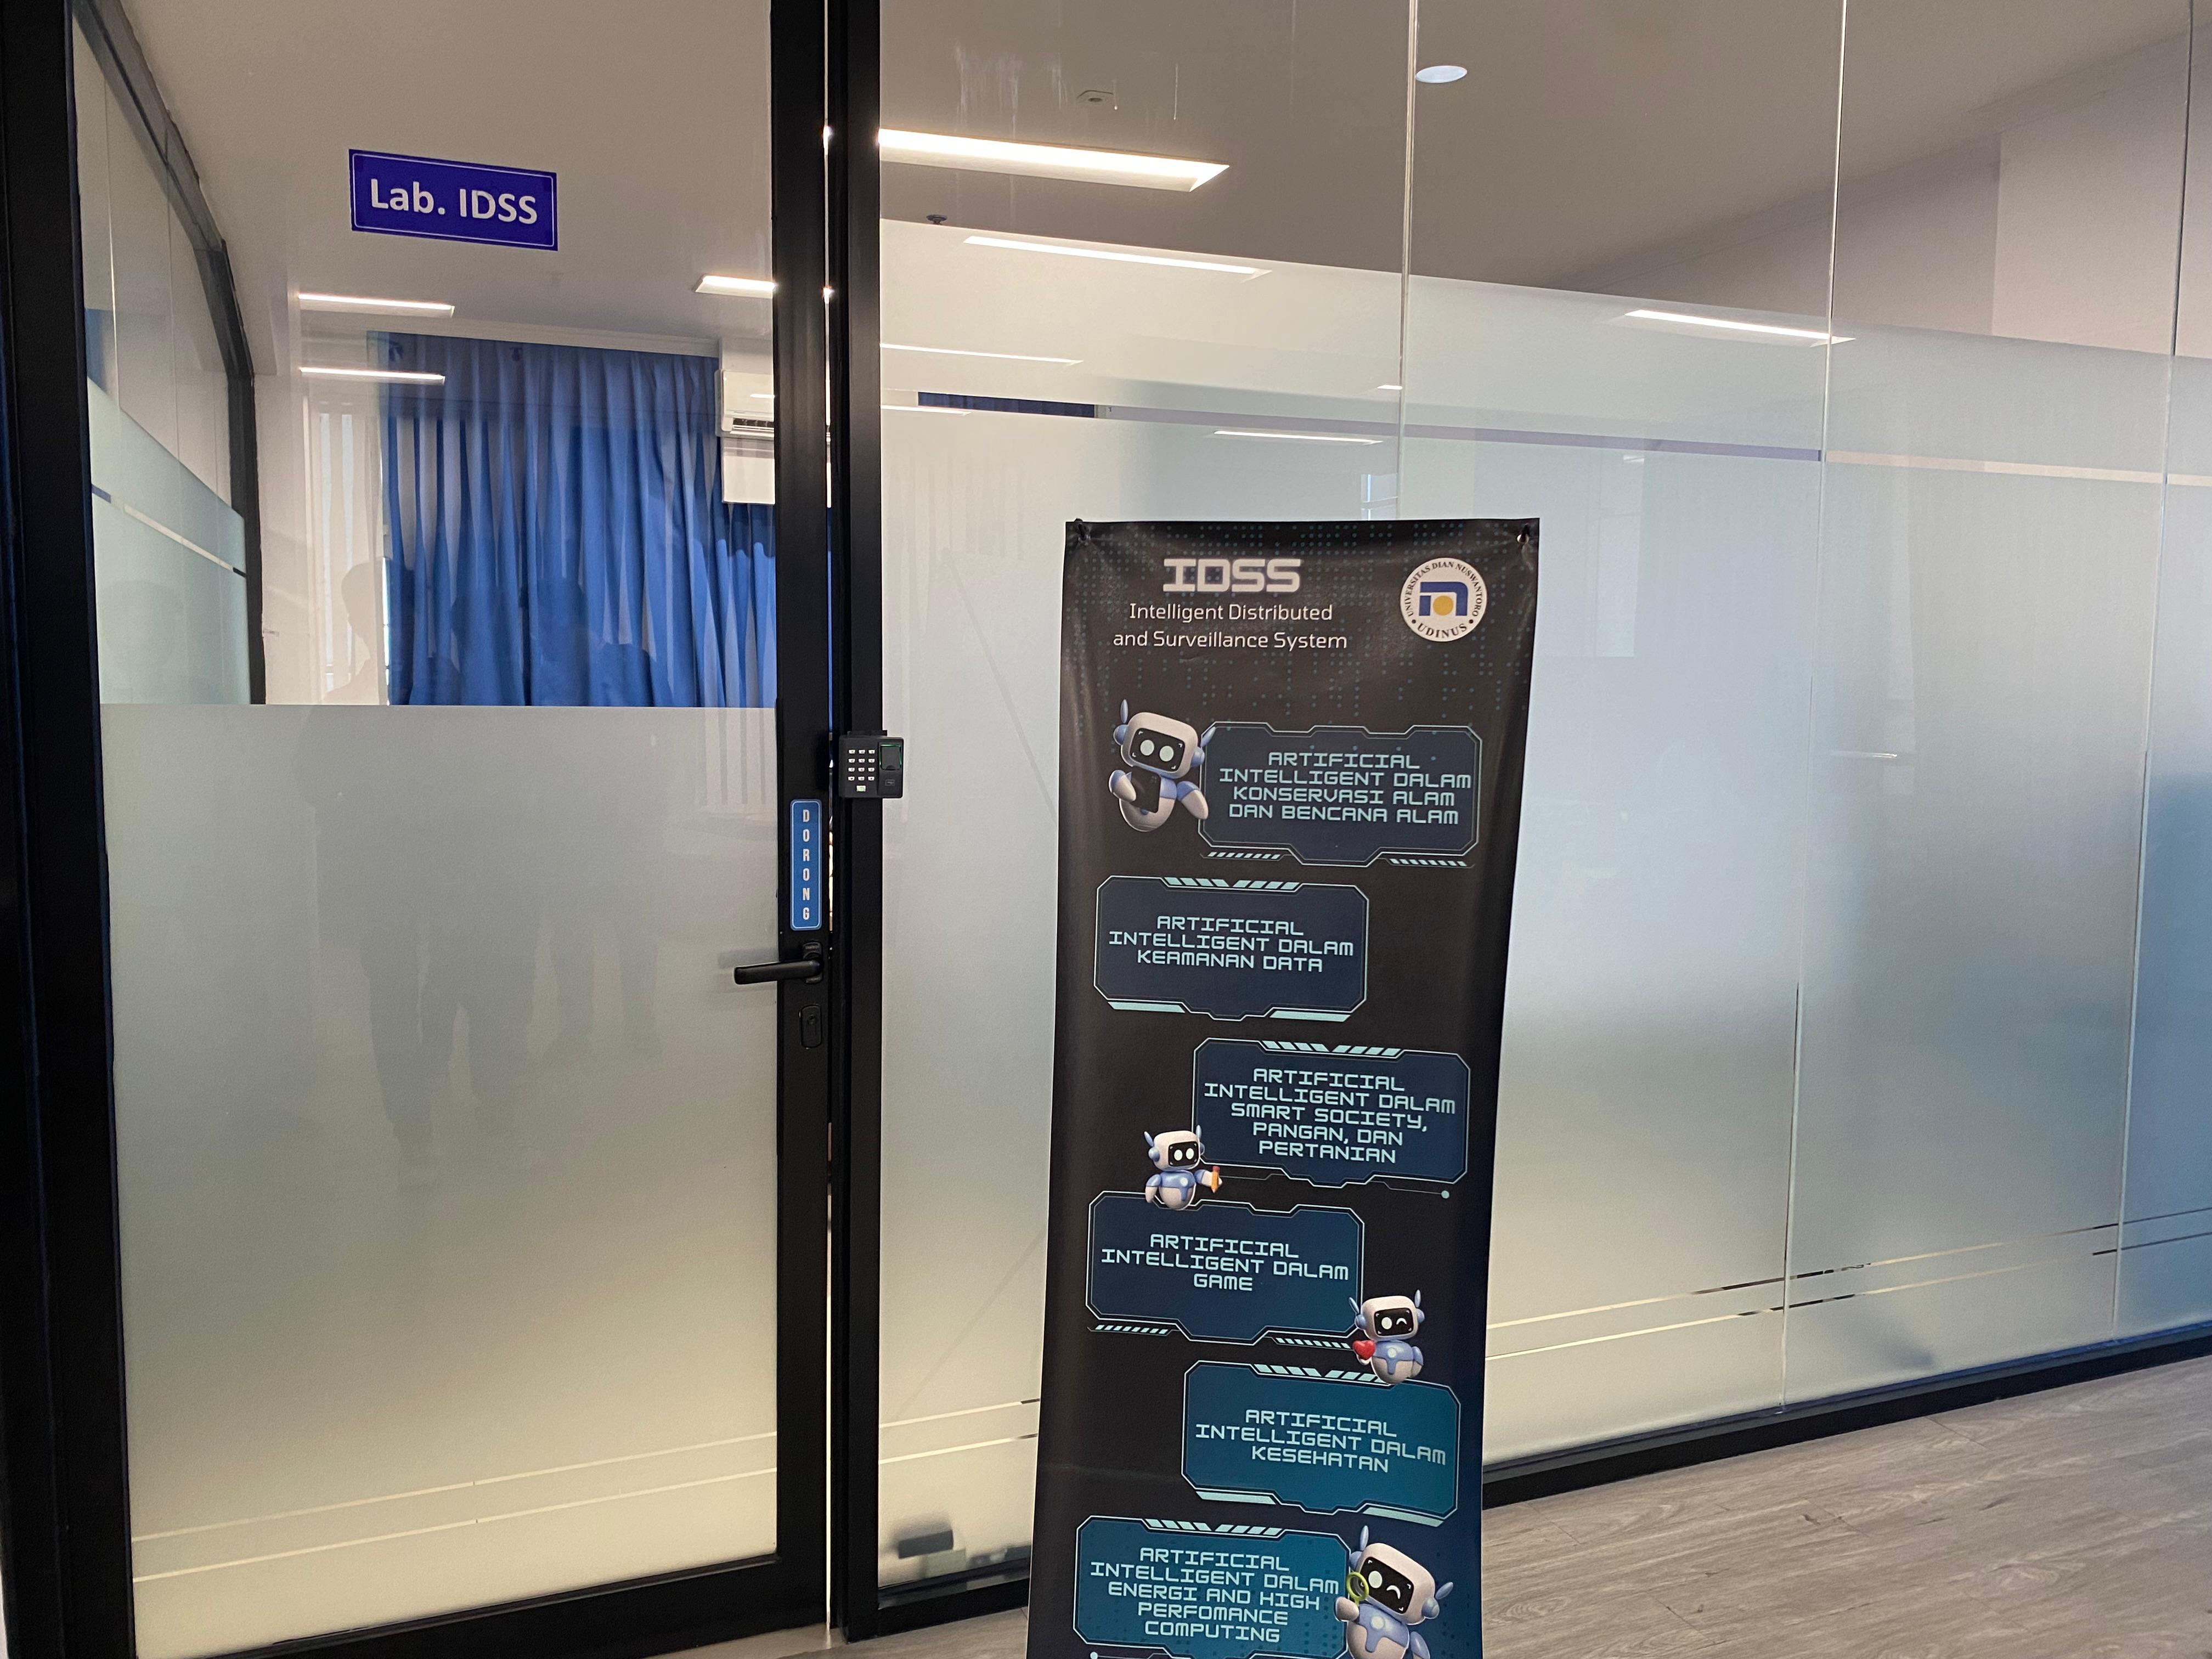 Lab. IDSS
DORONG
IDSS
Intelligent Distributed
and Surveillance System
UNIVERSITAS DIAN NUSWANTORO
• UDINUS •
ARTIFICIAL
INTELLIGENT DALAM
KONSERVASI ALAM
DAN BENCANA ALAM
ARTIFICIAL
INTELLIGENT DALAM
KEAMANAN DATA
ARTIFICIAL
INTELLIGENT DALAM
SMART SOCIETY,
PANGAN, DAN
PERTANIAN
ARTIFICIAL
INTELLIGENT DALAM
GAME
ARTIFICIAL
INTELLIGENT DALAM
KESEHATAN
ARTIFICIAL
INTELLIGENT DALAM
ENERGI AND HIGH
PERFOMANCE
COMPUTING